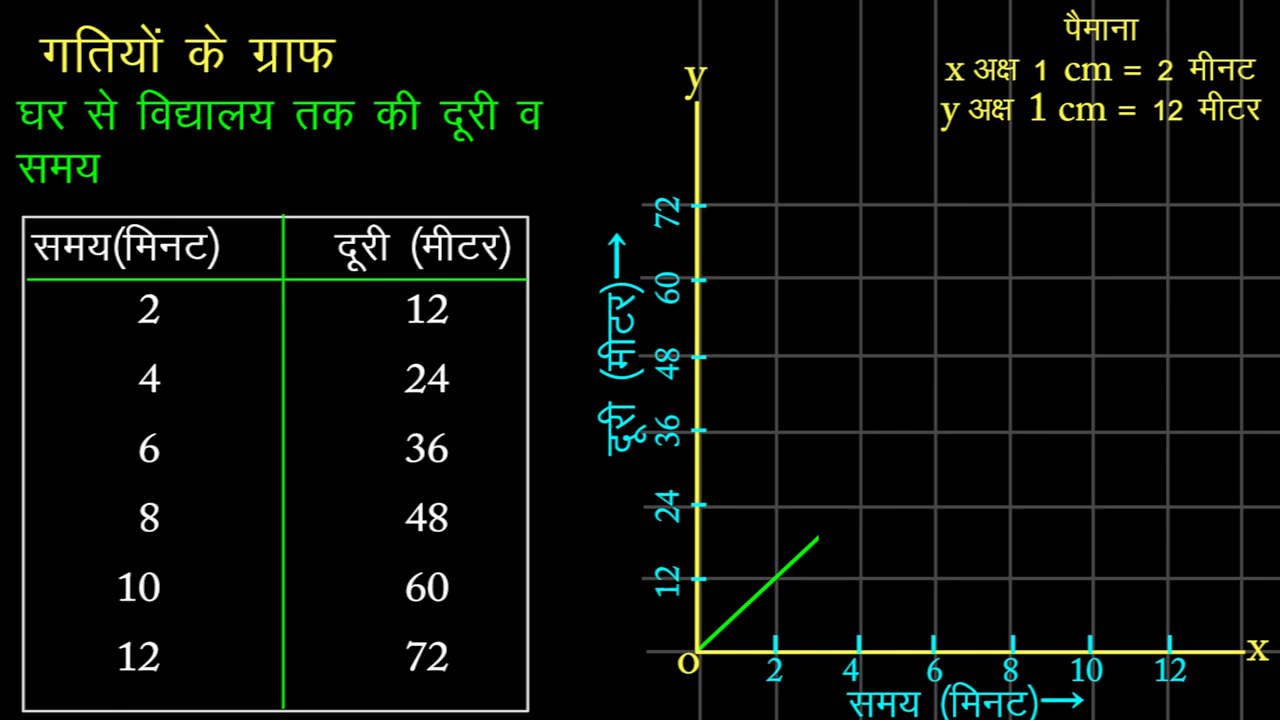 गतियों के ग्राफ
घर से विद्यालय तक की दूरी व
समय
समय(मिनट) दूरी (मीटर)
2 12
4 24
6 36
8 48
10 60
12 72
पैमाना
x अक्ष 1 cm = 2 मीनट
y अक्ष 1 cm = 12 मीटर
y
72
60
48
36
24
12
दूरी (मीटर)→
o
2 4 6 8 10 12
x
समय (मिनट)→